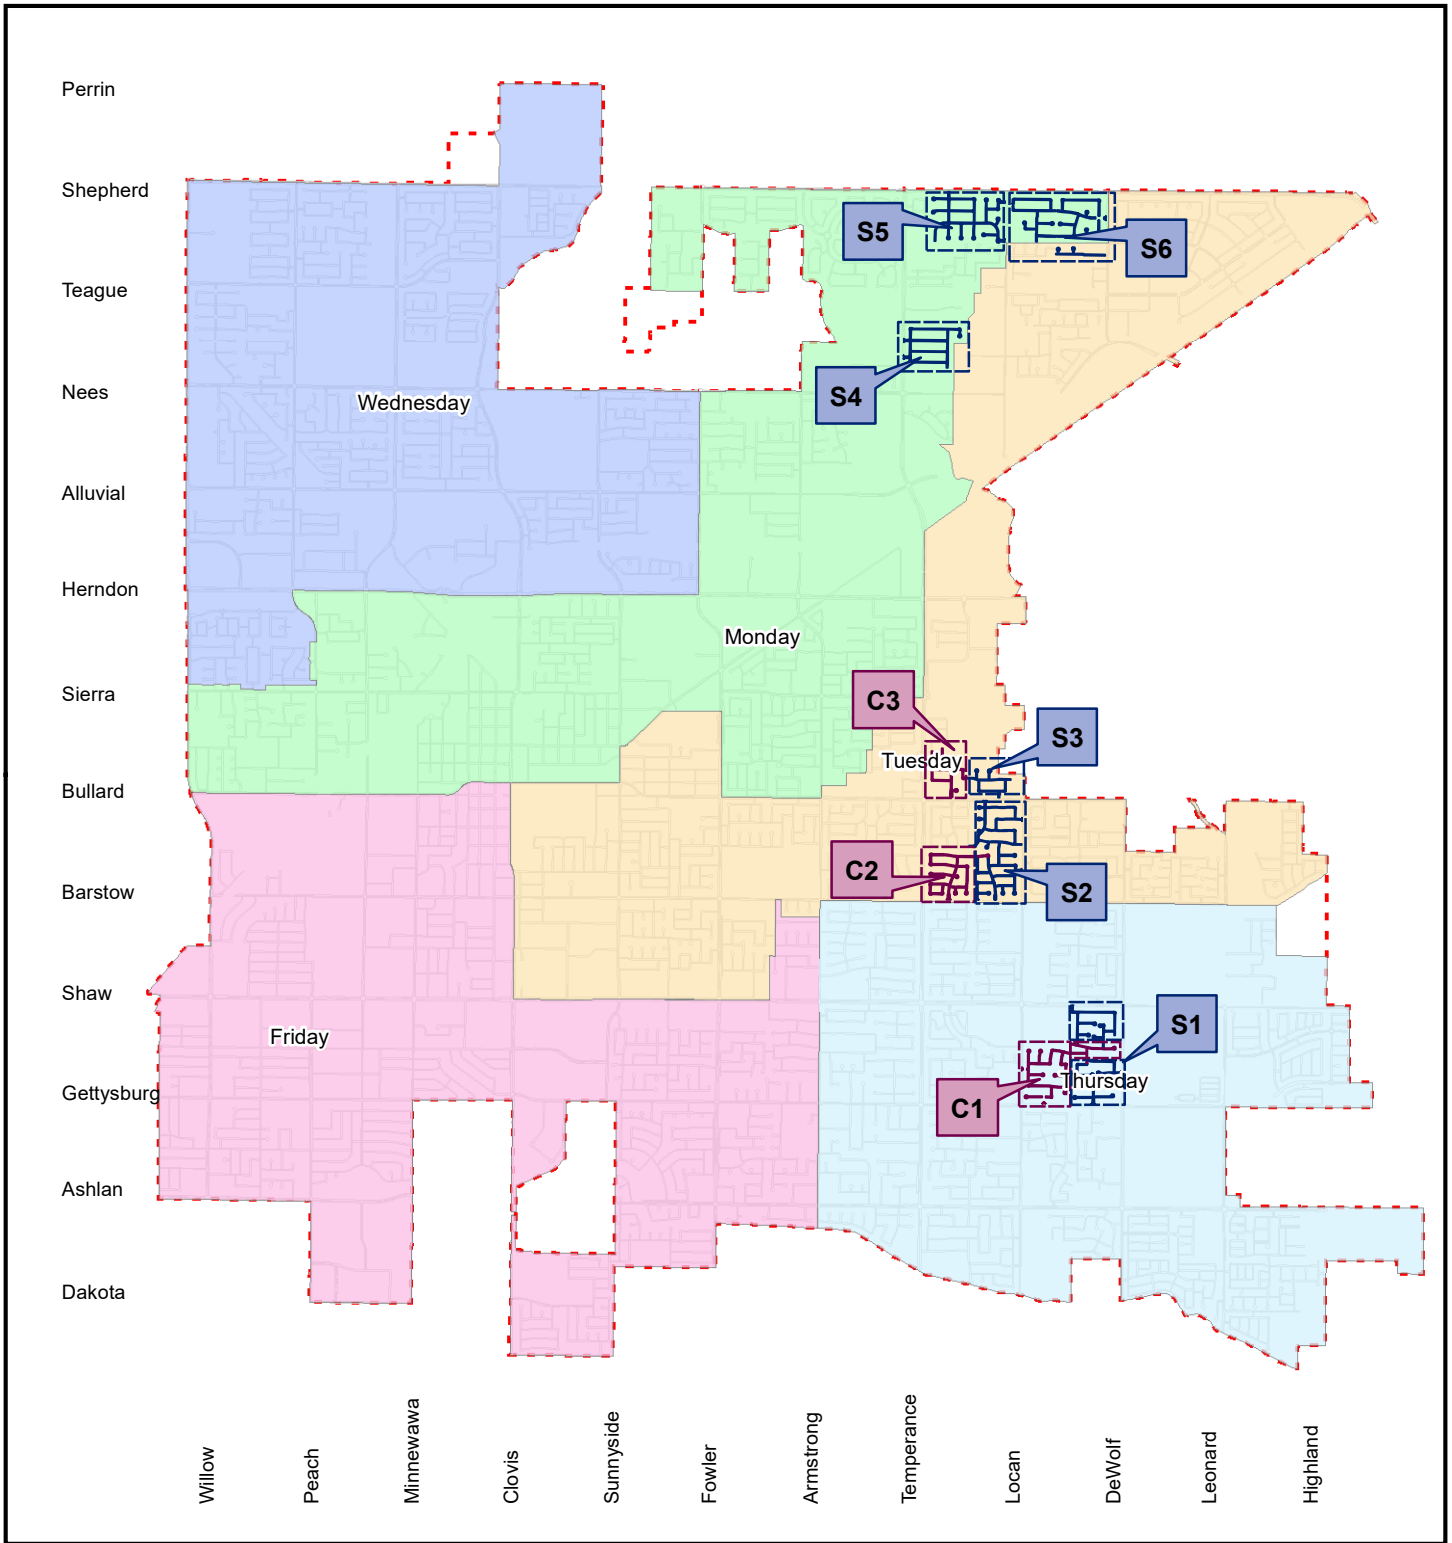 Perrin
Shepherd
S5
S6
Teague
Nees
Wednesday
S4
Alluvial
Herndon
Monday
Sierra
C3
S3
Tuesday
Bullard
C2
Barstow
S2
Shaw
S1
Friday
Thursday
Gettysburg
C1
Ashlan
Dakota
Willow
Peach
Minnewawa
Clovis
Sunnyside
Fowler
Armstrong
Temperance
Locan
DeWolf
Leonard
Highland